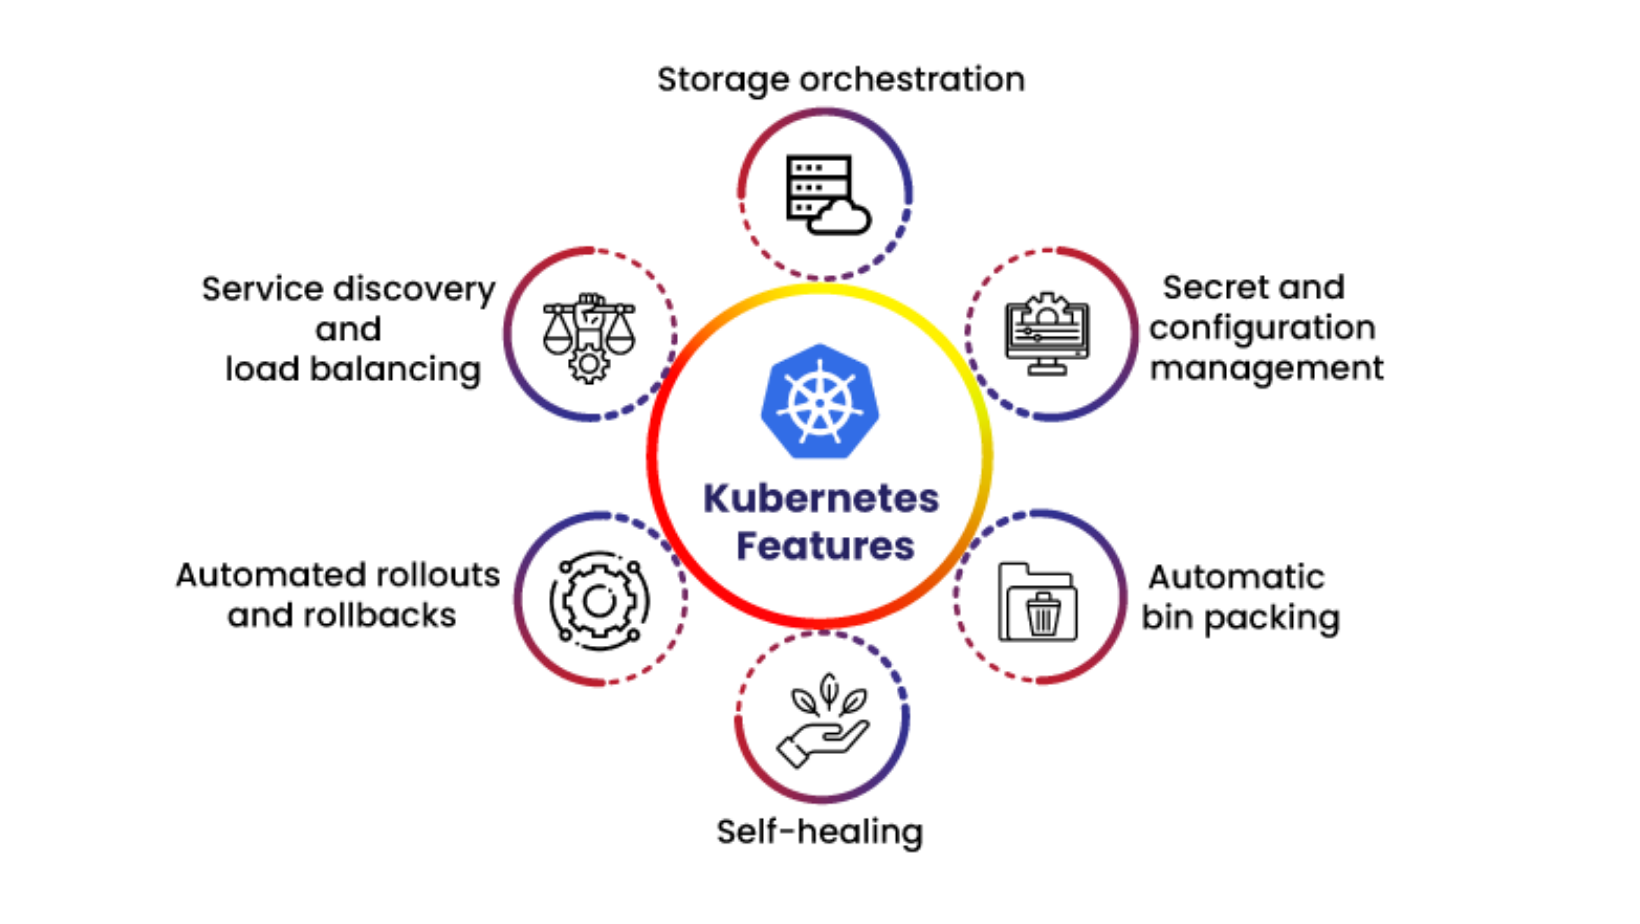 Storage orchestration
Service discovery
and
load balancing
Secret and
configuration
management
Kubernetes
Features
Automated rollouts
and rollbacks
Automatic
bin packing
Self-healing